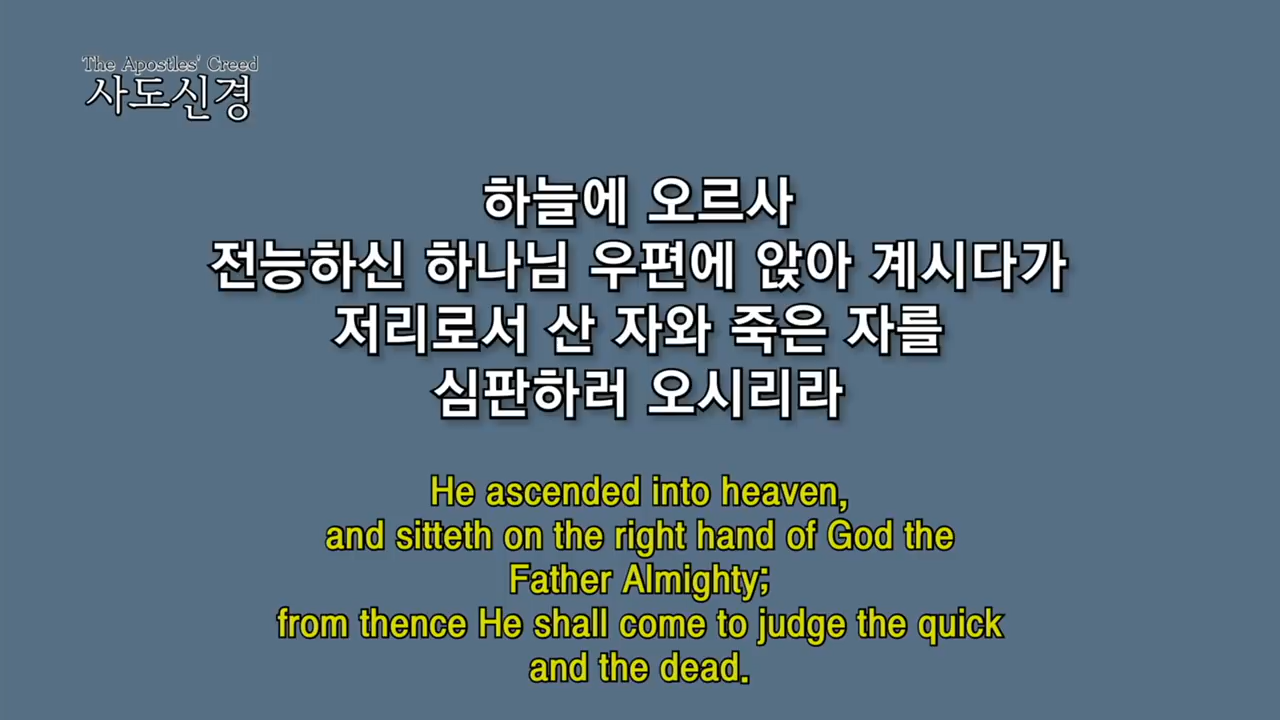 The Apostles' Creed
사도신경
하늘에 오르사
전능하신 하나님 우편에 앉아 계시다가
저리로서 산 자와 죽은 자를
심판하러 오시리라
He ascended into heaven,
and sitteth on the right hand of God the
Father Almighty;
from thence He shall come to judge the quick
and the dead.